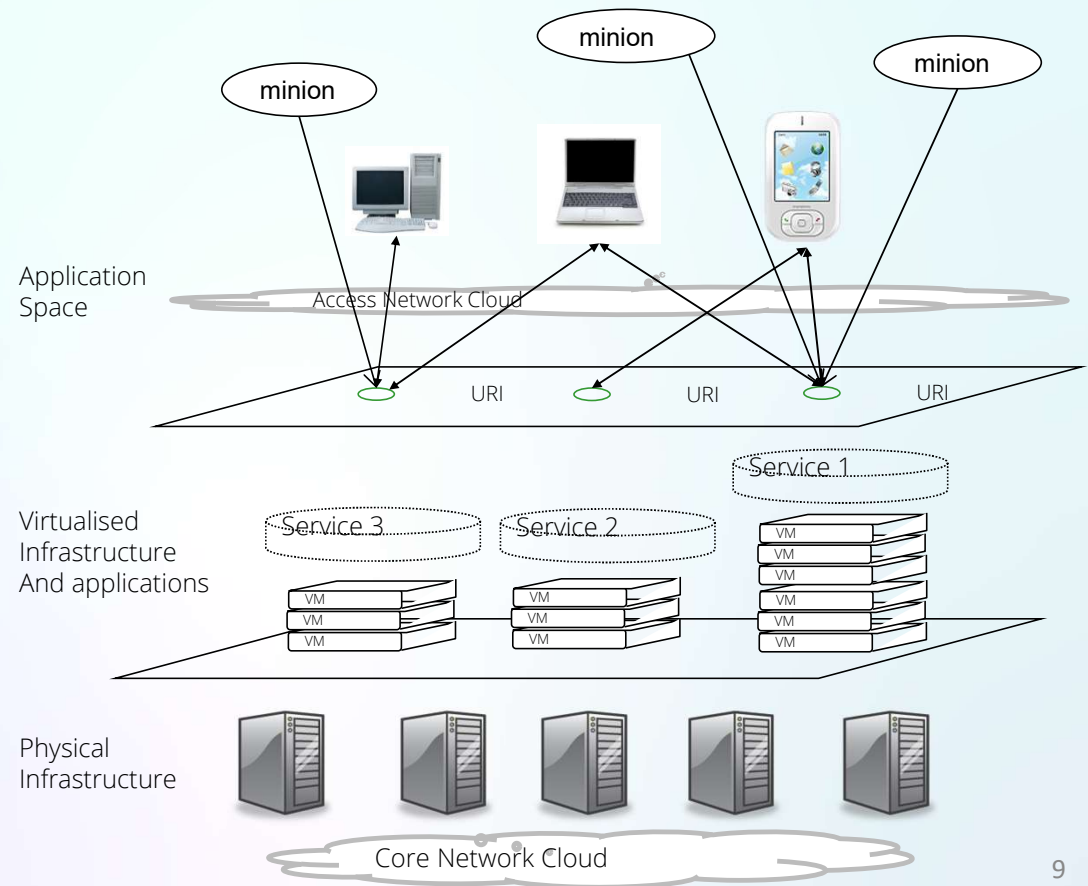 minion
minion
minion
Application
Space
Access Network Cloud
URI
URI
URI
Service 1
Service 3
Service 2
Virtualised
Infrastructure
And applications
VM
VM
VM
VM
VM
VM
VM
VM
VM
VM
VM
VM
Physical
Infrastructure
Core Network Cloud
9